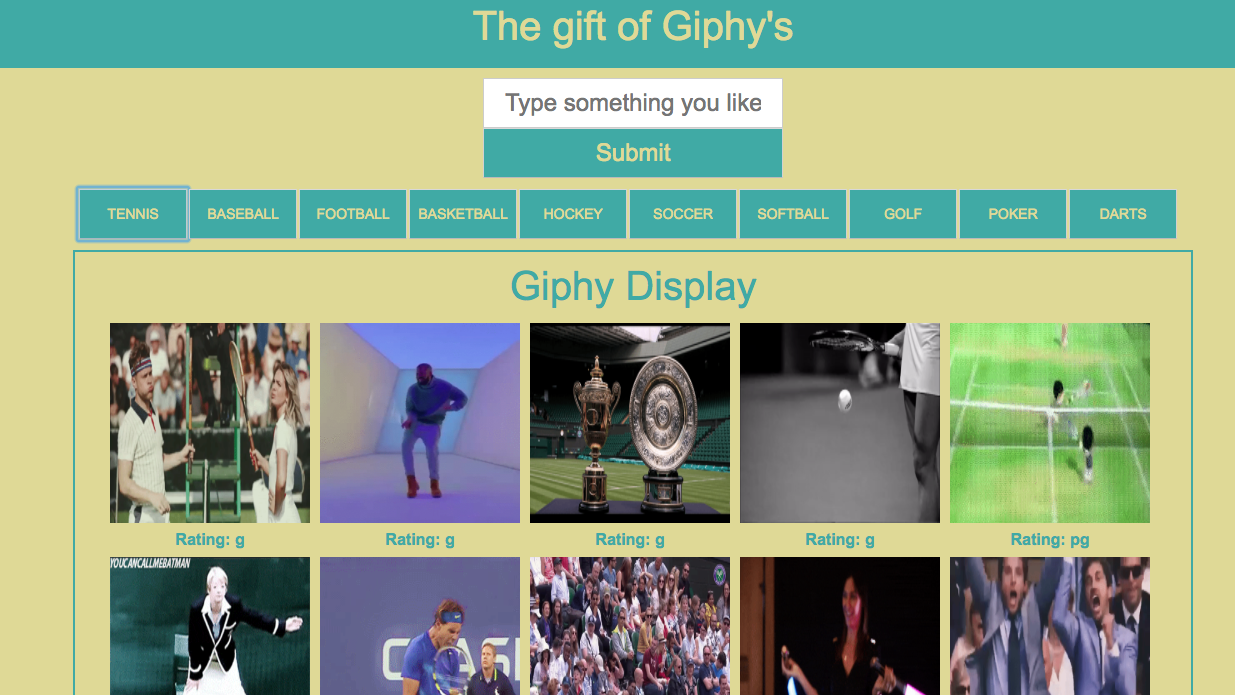 The gift of Giphy's
Type something you like
Submit
TENNIS BASEBALL FOOTBALL BASKETBALL HOCKEY SOCCER SOFTBALL GOLF POKER DARTS
Giphy Display
Rating: g Rating: g Rating: g Rating: g Rating: pg
YOUCANCALLMEBATMAN
CHASE